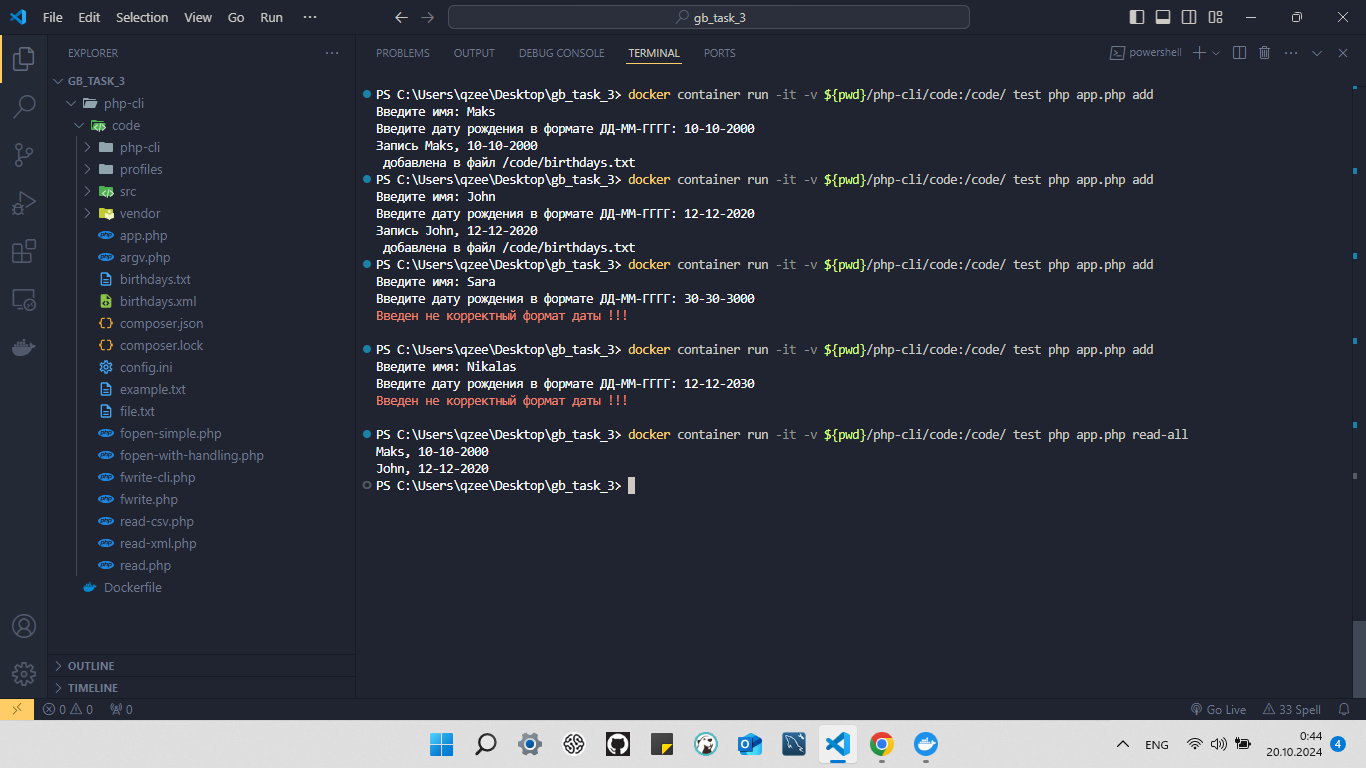 File Edit Selection View Go Run ···
gb_task_3
EXPLORER ···
GB_TASK_3
php-cli
code
php-cli
profiles
src
vendor
app.php
argv.php
birthdays.txt
birthdays.xml
composer.json
composer.lock
config.ini
example.txt
file.txt
fopen-simple.php
fopen-with-handling.php
fwrite-cli.php
fwrite.php
read-csv.php
read-xml.php
read.php
Dockerfile
OUTLINE
TIMELINE
PROBLEMS OUTPUT DEBUG CONSOLE TERMINAL PORTS
powershell
PS C:\Users\qzee\Desktop\gb_task_3> docker container run -it -v ${pwd}/php-cli/code:/code/ test php app.php add
Введите имя: Maks
Введите дату рождения в формате ДД-ММ-ГГГГ: 10-10-2000
Запись Maks, 10-10-2000
добавлена в файл /code/birthdays.txt
PS C:\Users\qzee\Desktop\gb_task_3> docker container run -it -v ${pwd}/php-cli/code:/code/ test php app.php add
Введите имя: John
Введите дату рождения в формате ДД-ММ-ГГГГ: 12-12-2020
Запись John, 12-12-2020
добавлена в файл /code/birthdays.txt
PS C:\Users\qzee\Desktop\gb_task_3> docker container run -it -v ${pwd}/php-cli/code:/code/ test php app.php add
Введите имя: Sara
Введите дату рождения в формате ДД-ММ-ГГГГ: 30-30-3000
Введен не корректный формат даты !!!
PS C:\Users\qzee\Desktop\gb_task_3> docker container run -it -v ${pwd}/php-cli/code:/code/ test php app.php add
Введите имя: Nikalas
Введите дату рождения в формате ДД-ММ-ГГГГ: 12-12-2030
Введен не корректный формат даты !!!
PS C:\Users\qzee\Desktop\gb_task_3> docker container run -it -v ${pwd}/php-cli/code:/code/ test php app.php read-all
Maks, 10-10-2000
John, 12-12-2020
PS C:\Users\qzee\Desktop\gb_task_3>
0 0 0
Go Live 33 Spell
ENG
0:44
20.10.2024
4